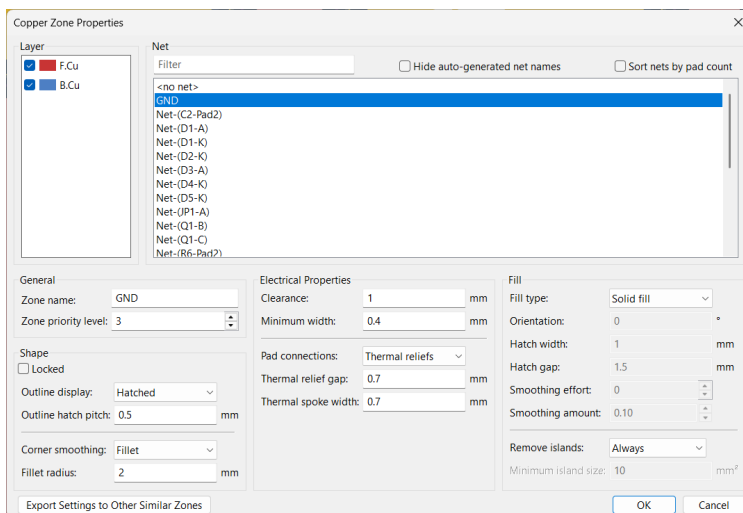 Copper Zone Properties
Layer
F.Cu
B.Cu
Net
Filter
Hide auto-generated net names
Sort nets by pad count
<no net>
GND
Net-(C2-Pad2)
Net-(D1-A)
Net-(D1-K)
Net-(D2-K)
Net-(D3-A)
Net-(D4-K)
Net-(D5-K)
Net-(JP1-A)
Net-(Q1-B)
Net-(Q1-C)
Net-(R6-Pad2)
General
Zone name: GND
Zone priority level: 3
Shape
Locked
Outline display: Hatched
Outline hatch pitch: 0.5 mm
Corner smoothing: Fillet
Fillet radius: 2 mm
Electrical Properties
Clearance: 1 mm
Minimum width: 0.4 mm
Pad connections: Thermal reliefs
Thermal relief gap: 0.7 mm
Thermal spoke width: 0.7 mm
Fill
Fill type: Solid fill
Orientation: 0 °
Hatch width: 1 mm
Hatch gap: 1.5 mm
Smoothing effort: 0
Smoothing amount: 0.10
Remove islands: Always
Minimum island size: 10 mm²
Export Settings to Other Similar Zones
OK
Cancel